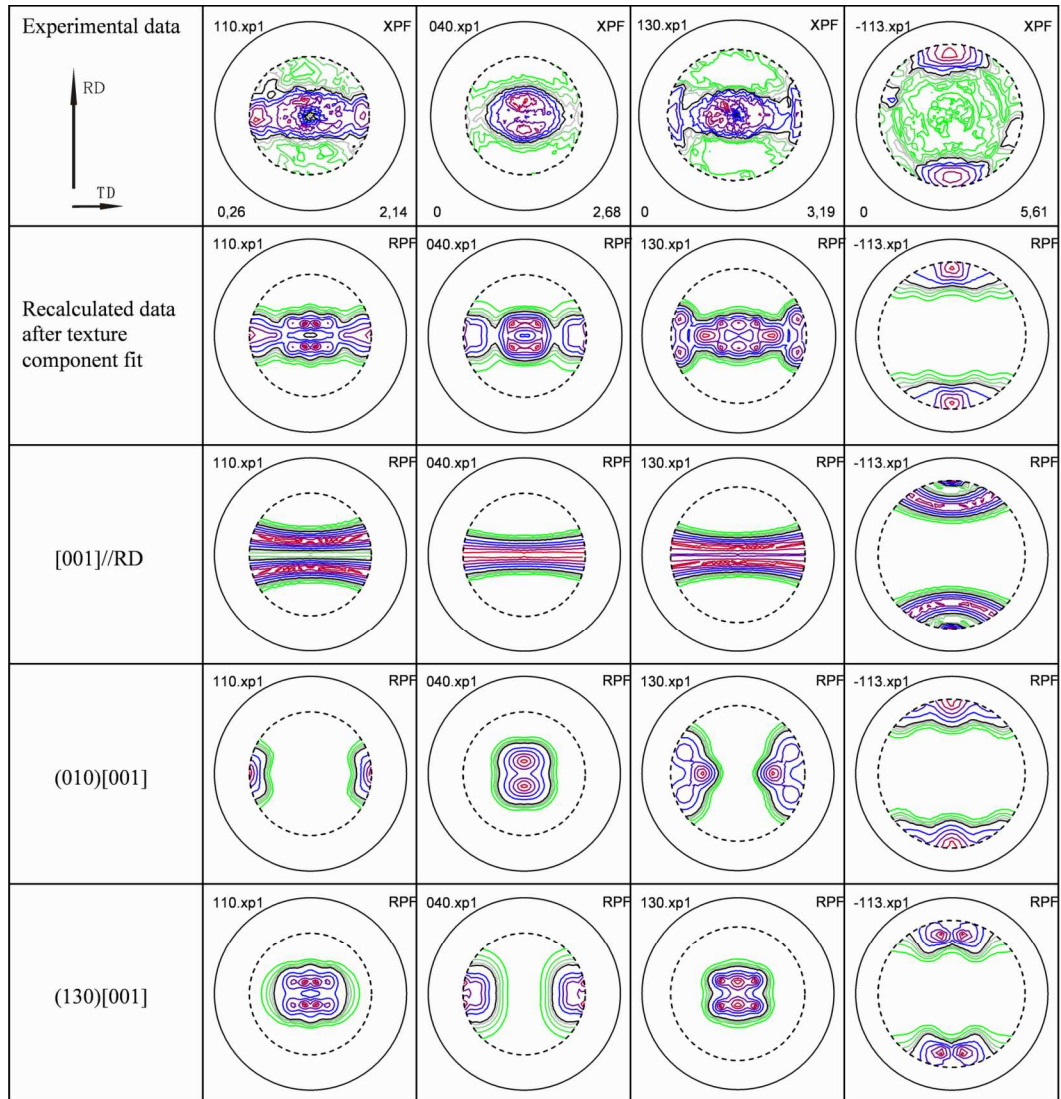 Experimental data
RD
TD
110.xp1 XPF
0,26 2,14
040.xp1 XPF
0 2,68
130.xp1 XPF
0 3,19
-113.xp1 XPF
0 5,61
Recalculated data
after texture
component fit
110.xp1 RPF
040.xp1 RPF
130.xp1 RPF
-113.xp1 RPF
[001]//RD
110.xp1 RPF
040.xp1 RPF
130.xp1 RPF
-113.xp1 RPF
(010)[001]
110.xp1 RPF
040.xp1 RPF
130.xp1 RPF
-113.xp1 RPF
(130)[001]
110.xp1 RPF
040.xp1 RPF
130.xp1 RPF
-113.xp1 RPF